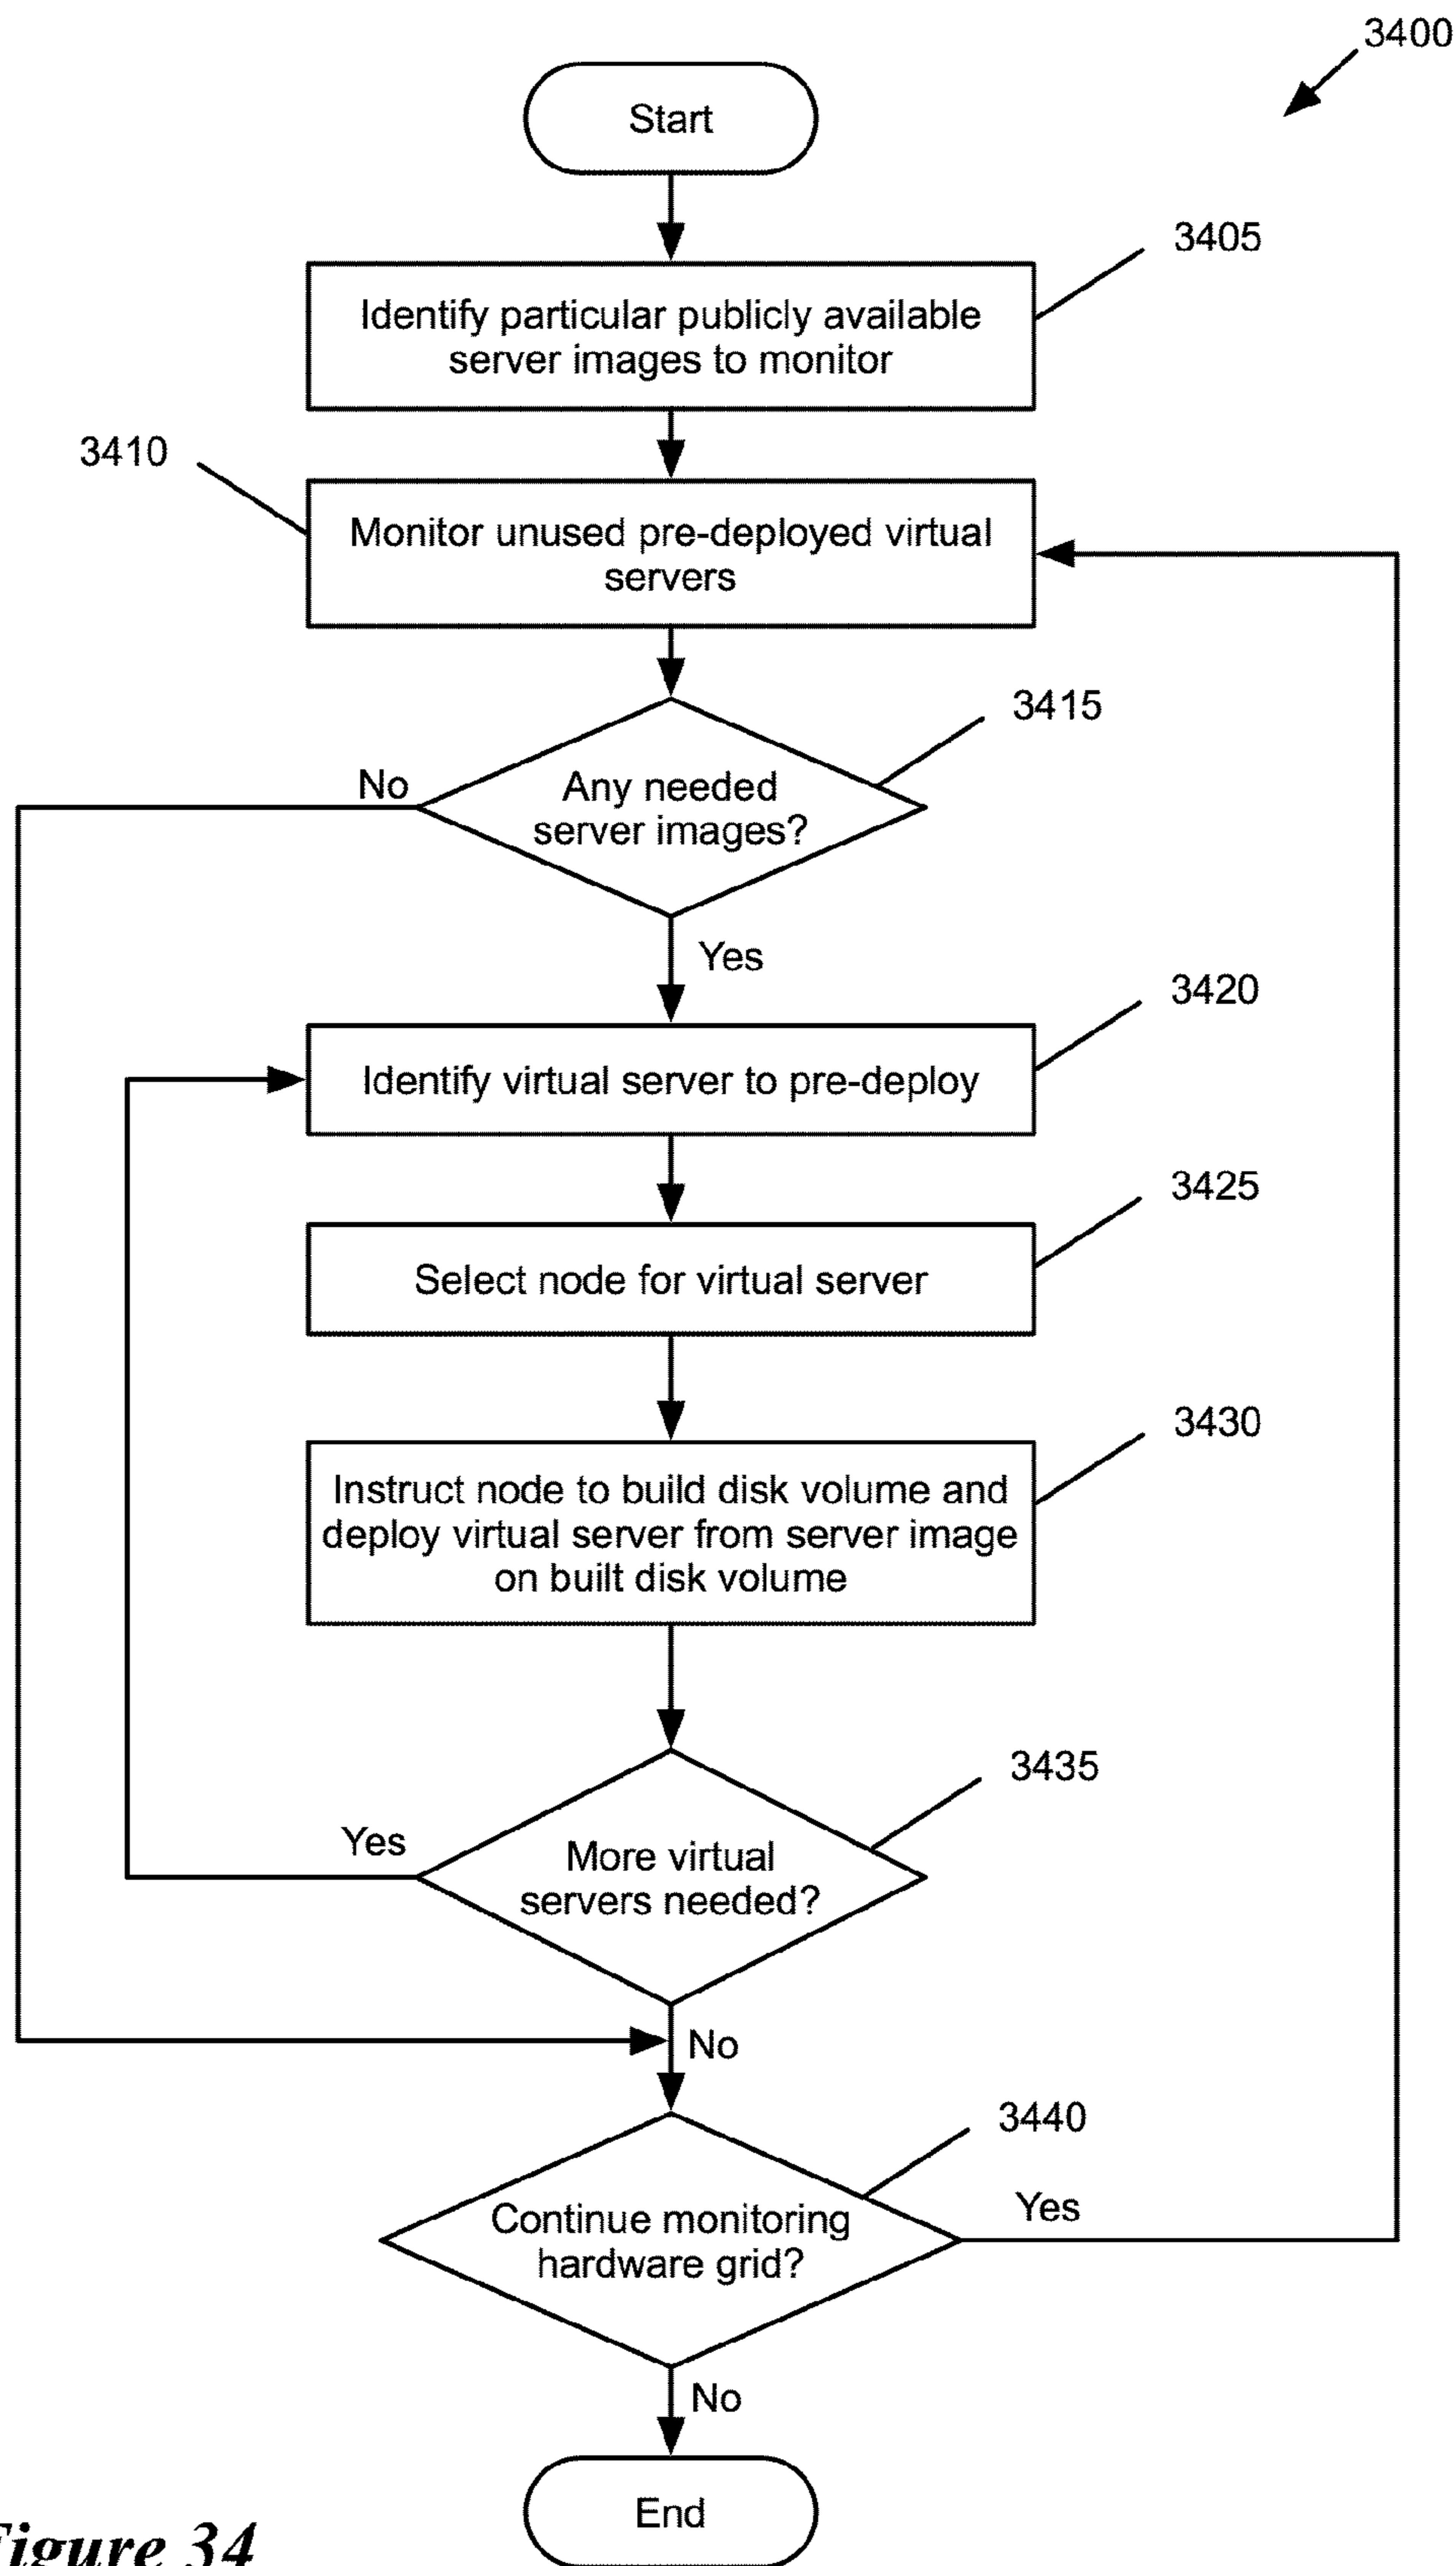 3400
Start
3405
Identify particular publicly available
server images to monitor
3410
Monitor unused pre-deployed virtual
servers
3415
No
Any needed
server images?
Yes
3420
Identify virtual server to pre-deploy
3425
Select node for virtual server
3430
Instruct node to build disk volume and
deploy virtual server from server image
on built disk volume
3435
Yes
More virtual
servers needed?
No
3440
Continue monitoring
hardware grid?
Yes
No
End
Figure 34